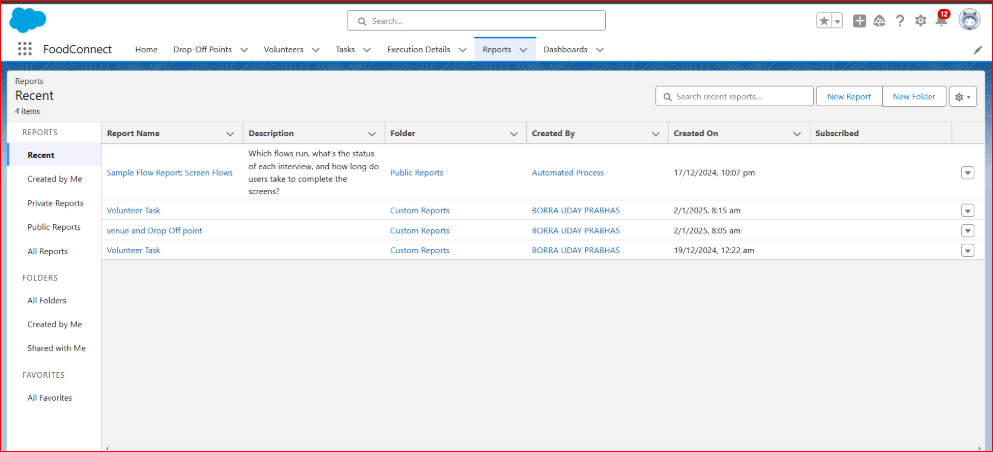 Search...
12
FoodConnect Home Drop-Off Points Volunteers Tasks Execution Details Reports Dashboards
Reports
Recent
4 items
Search recent reports...
New Report
New Folder
REPORTS
Recent
Created by Me
Private Reports
Public Reports
All Reports
FOLDERS
All Folders
Created by Me
Shared with Me
FAVORITES
All Favorites
Report Name Description Folder Created By Created On Subscribed
Sample Flow Report: Screen Flows
Which flows run, what's the status
of each interview, and how long do
users take to complete the
screens?
Public Reports Automated Process 17/12/2024, 10:07 pm
Volunteer Task Custom Reports BORRA UDAY PRABHAS 2/1/2025, 8:15 am
venue and Drop Off point Custom Reports BORRA UDAY PRABHAS 2/1/2025, 8:05 am
Volunteer Task Custom Reports BORRA UDAY PRABHAS 19/12/2024, 12:22 am